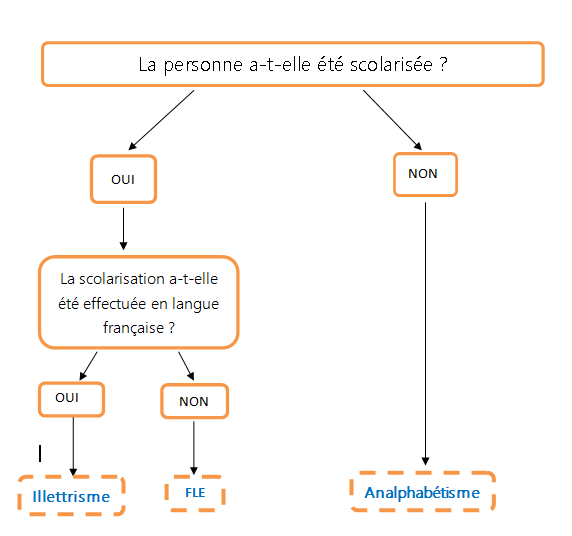 La personne a-t-elle été scolarisée ?
OUI
NON
La scolarisation a-t-elle
été effectuée en langue
française ?
OUI
NON
Illettrisme
FLE
Analphabétisme